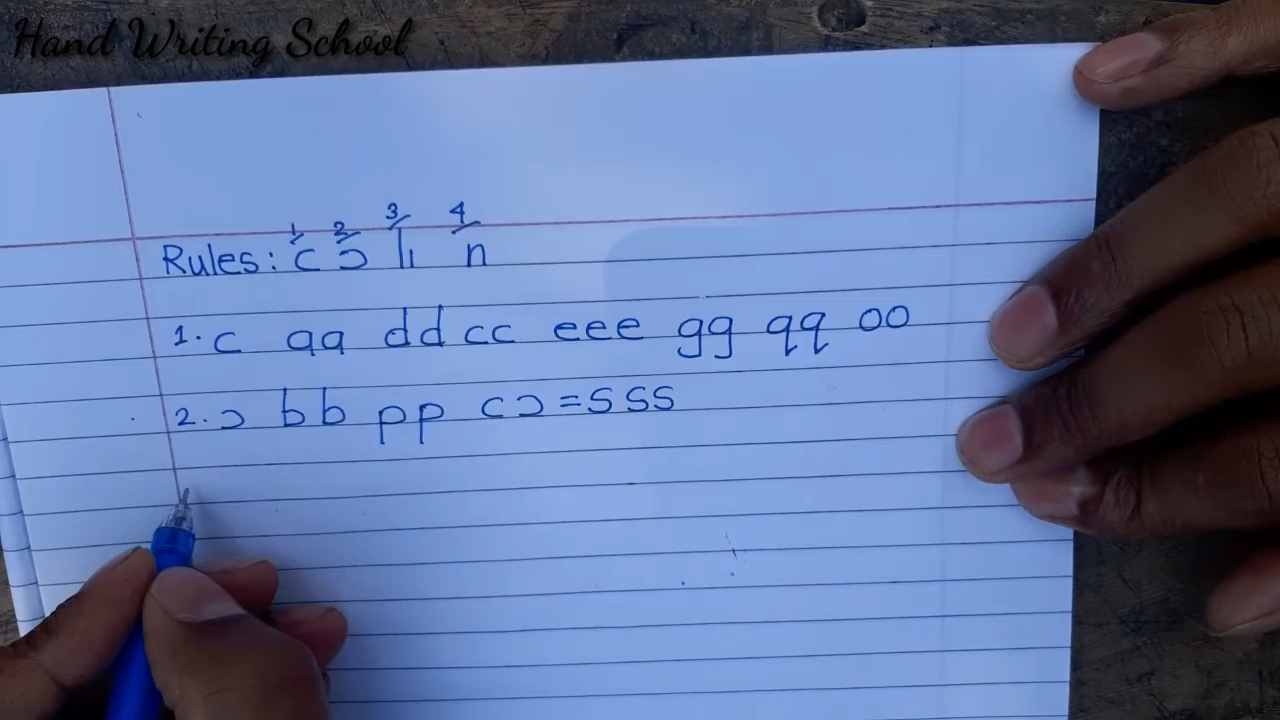 Hand Writing School
1 2 3 4
Rules: c ɔ lı n
1. c aa dd cc eee gg qq oo
2. ɔ bb pp cɔ=sss